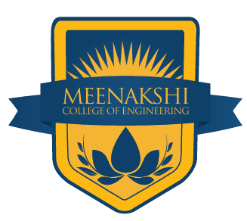 MEENAKSHI
COLLEGE OF ENGINEERING